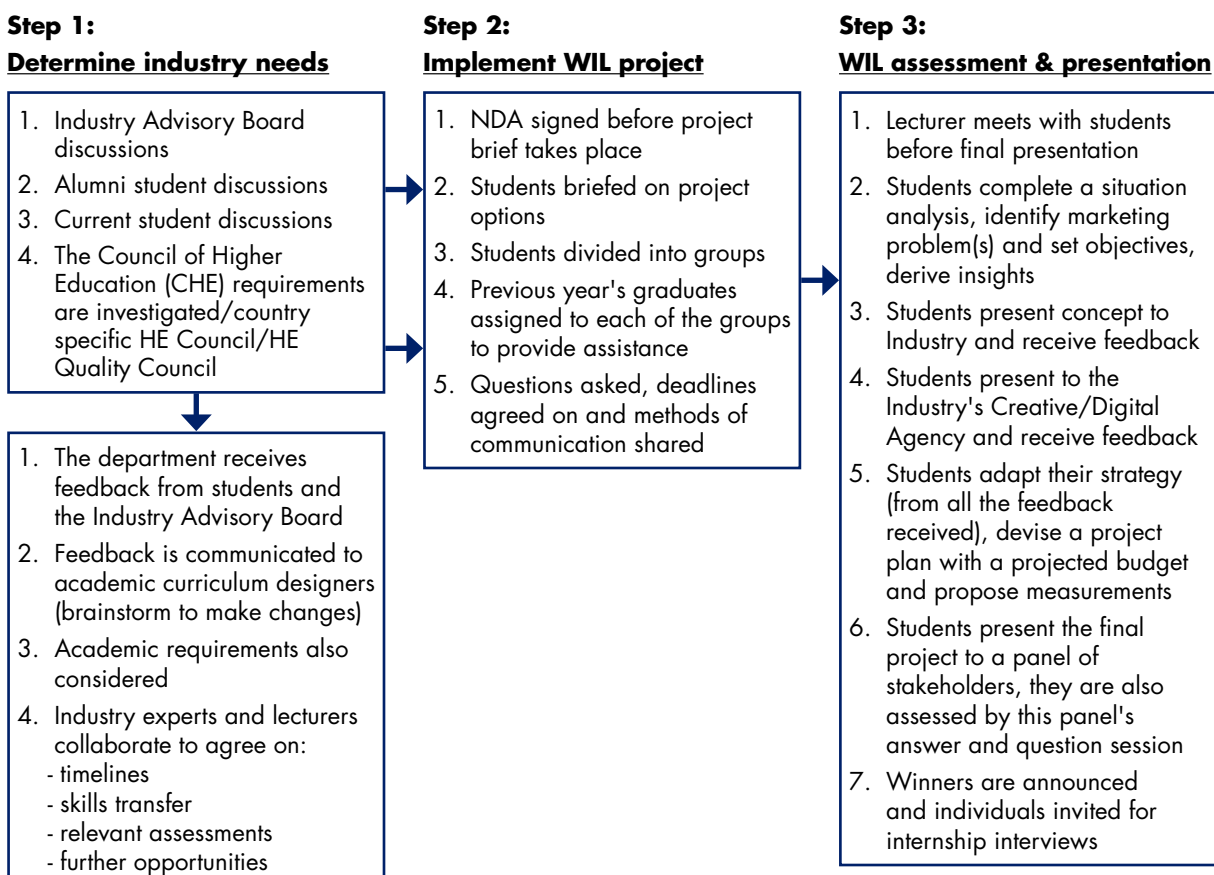 Step 1:
Determine industry needs
1. Industry Advisory Board
discussions
2. Alumni student discussions
3. Current student discussions
4. The Council of Higher
Education (CHE) requirements
are investigated/country
specific HE Council/HE
Quality Council
1. The department receives
feedback from students and
the Industry Advisory Board
2. Feedback is communicated to
academic curriculum designers
(brainstorm to make changes)
3. Academic requirements also
considered
4. Industry experts and lecturers
collaborate to agree on:
- timelines
- skills transfer
- relevant assessments
- further opportunities
Step 2:
Implement WIL project
1. NDA signed before project
brief takes place
2. Students briefed on project
options
3. Students divided into groups
4. Previous year's graduates
assigned to each of the groups
to provide assistance
5. Questions asked, deadlines
agreed on and methods of
communication shared
Step 3:
WIL assessment & presentation
1. Lecturer meets with students
before final presentation
2. Students complete a situation
analysis, identify marketing
problem(s) and set objectives,
derive insights
3. Students present concept to
Industry and receive feedback
4. Students present to the
Industry's Creative/Digital
Agency and receive feedback
5. Students adapt their strategy
(from all the feedback
received), devise a project
plan with a projected budget
and propose measurements
6. Students present the final
project to a panel of
stakeholders, they are also
assessed by this panel's
answer and question session
7. Winners are announced
and individuals invited for
internship interviews